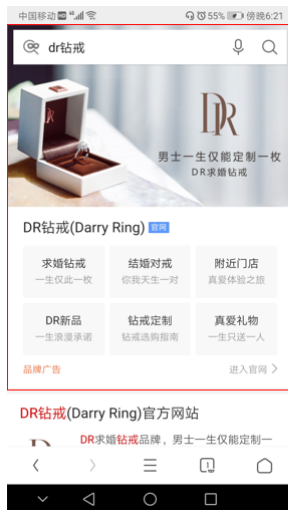 中国移动 HD 4G 55% 傍晚6:21
dr钻戒
DR
男士一生仅能定制一枚
DR求婚钻戒
DR钻戒(Darry Ring) 官网
求婚钻戒 结婚对戒 附近门店
一生仅此一枚 你我天生一对 真爱体验之旅
DR新品 钻戒定制 真爱礼物
一生浪漫承诺 钻戒选购指南 一生只送一人
品牌广告 进入官网
DR钻戒(Darry Ring)官方网站
DR求婚钻戒品牌，男士一生仅能定制一
1